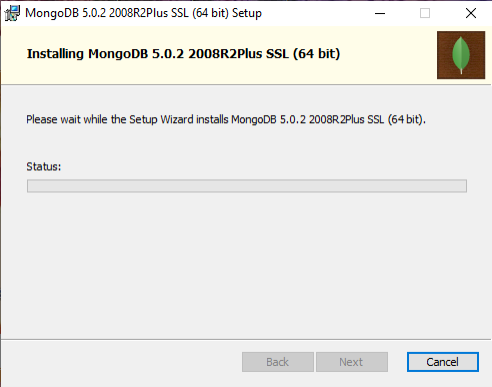 MongoDB 5.0.2 2008R2Plus SSL (64 bit) Setup
Installing MongoDB 5.0.2 2008R2Plus SSL (64 bit)
Please wait while the Setup Wizard installs MongoDB 5.0.2 2008R2Plus SSL (64 bit).
Status:
Back Next Cancel